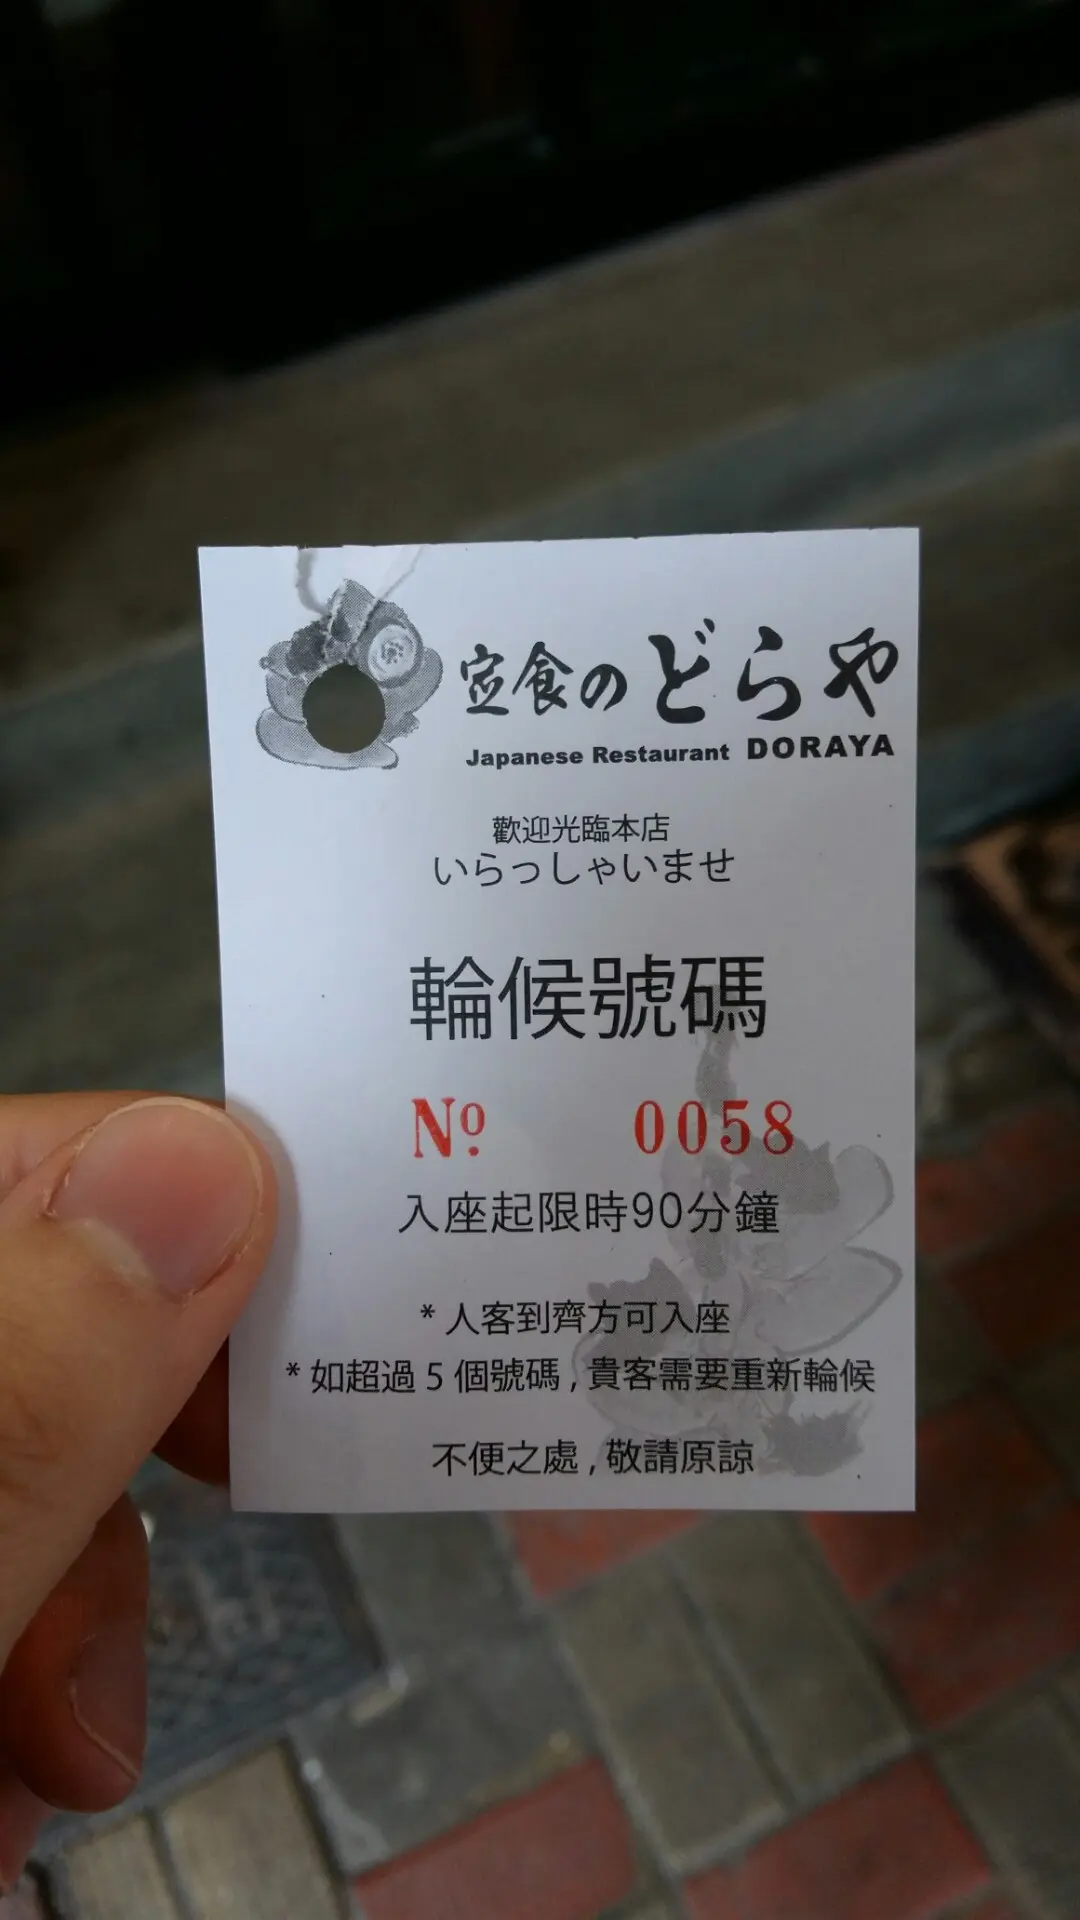 定食のどらや
Japanese Restaurant DORAYA
歡迎光臨本店
いらっしゃいませ
輪候號碼
Nº 0058
入座起限時90分鐘
* 人客到齊方可入座
* 如超過 5 個號碼 , 貴客需要重新輪候
不便之處 , 敬請原諒